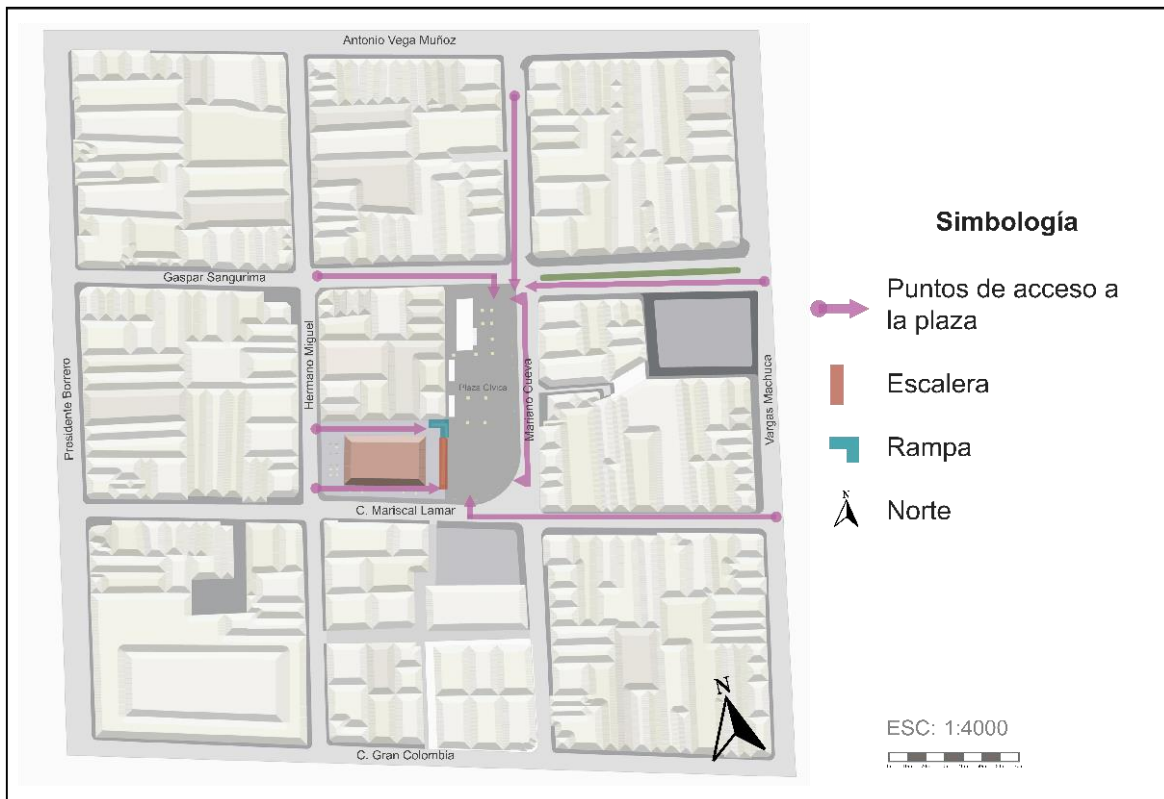 Antonio Vega Muñoz
Gaspar Sangurima
Presidente Borrero
Hermano Miguel
Plaza Cívica
Mariano Cueva
Vargas Machuca
C. Mariscal Lamar
C. Gran Colombia
N
Simbología
Puntos de acceso a
la plaza
Escalera
Rampa
N
Norte
ESC: 1:4000